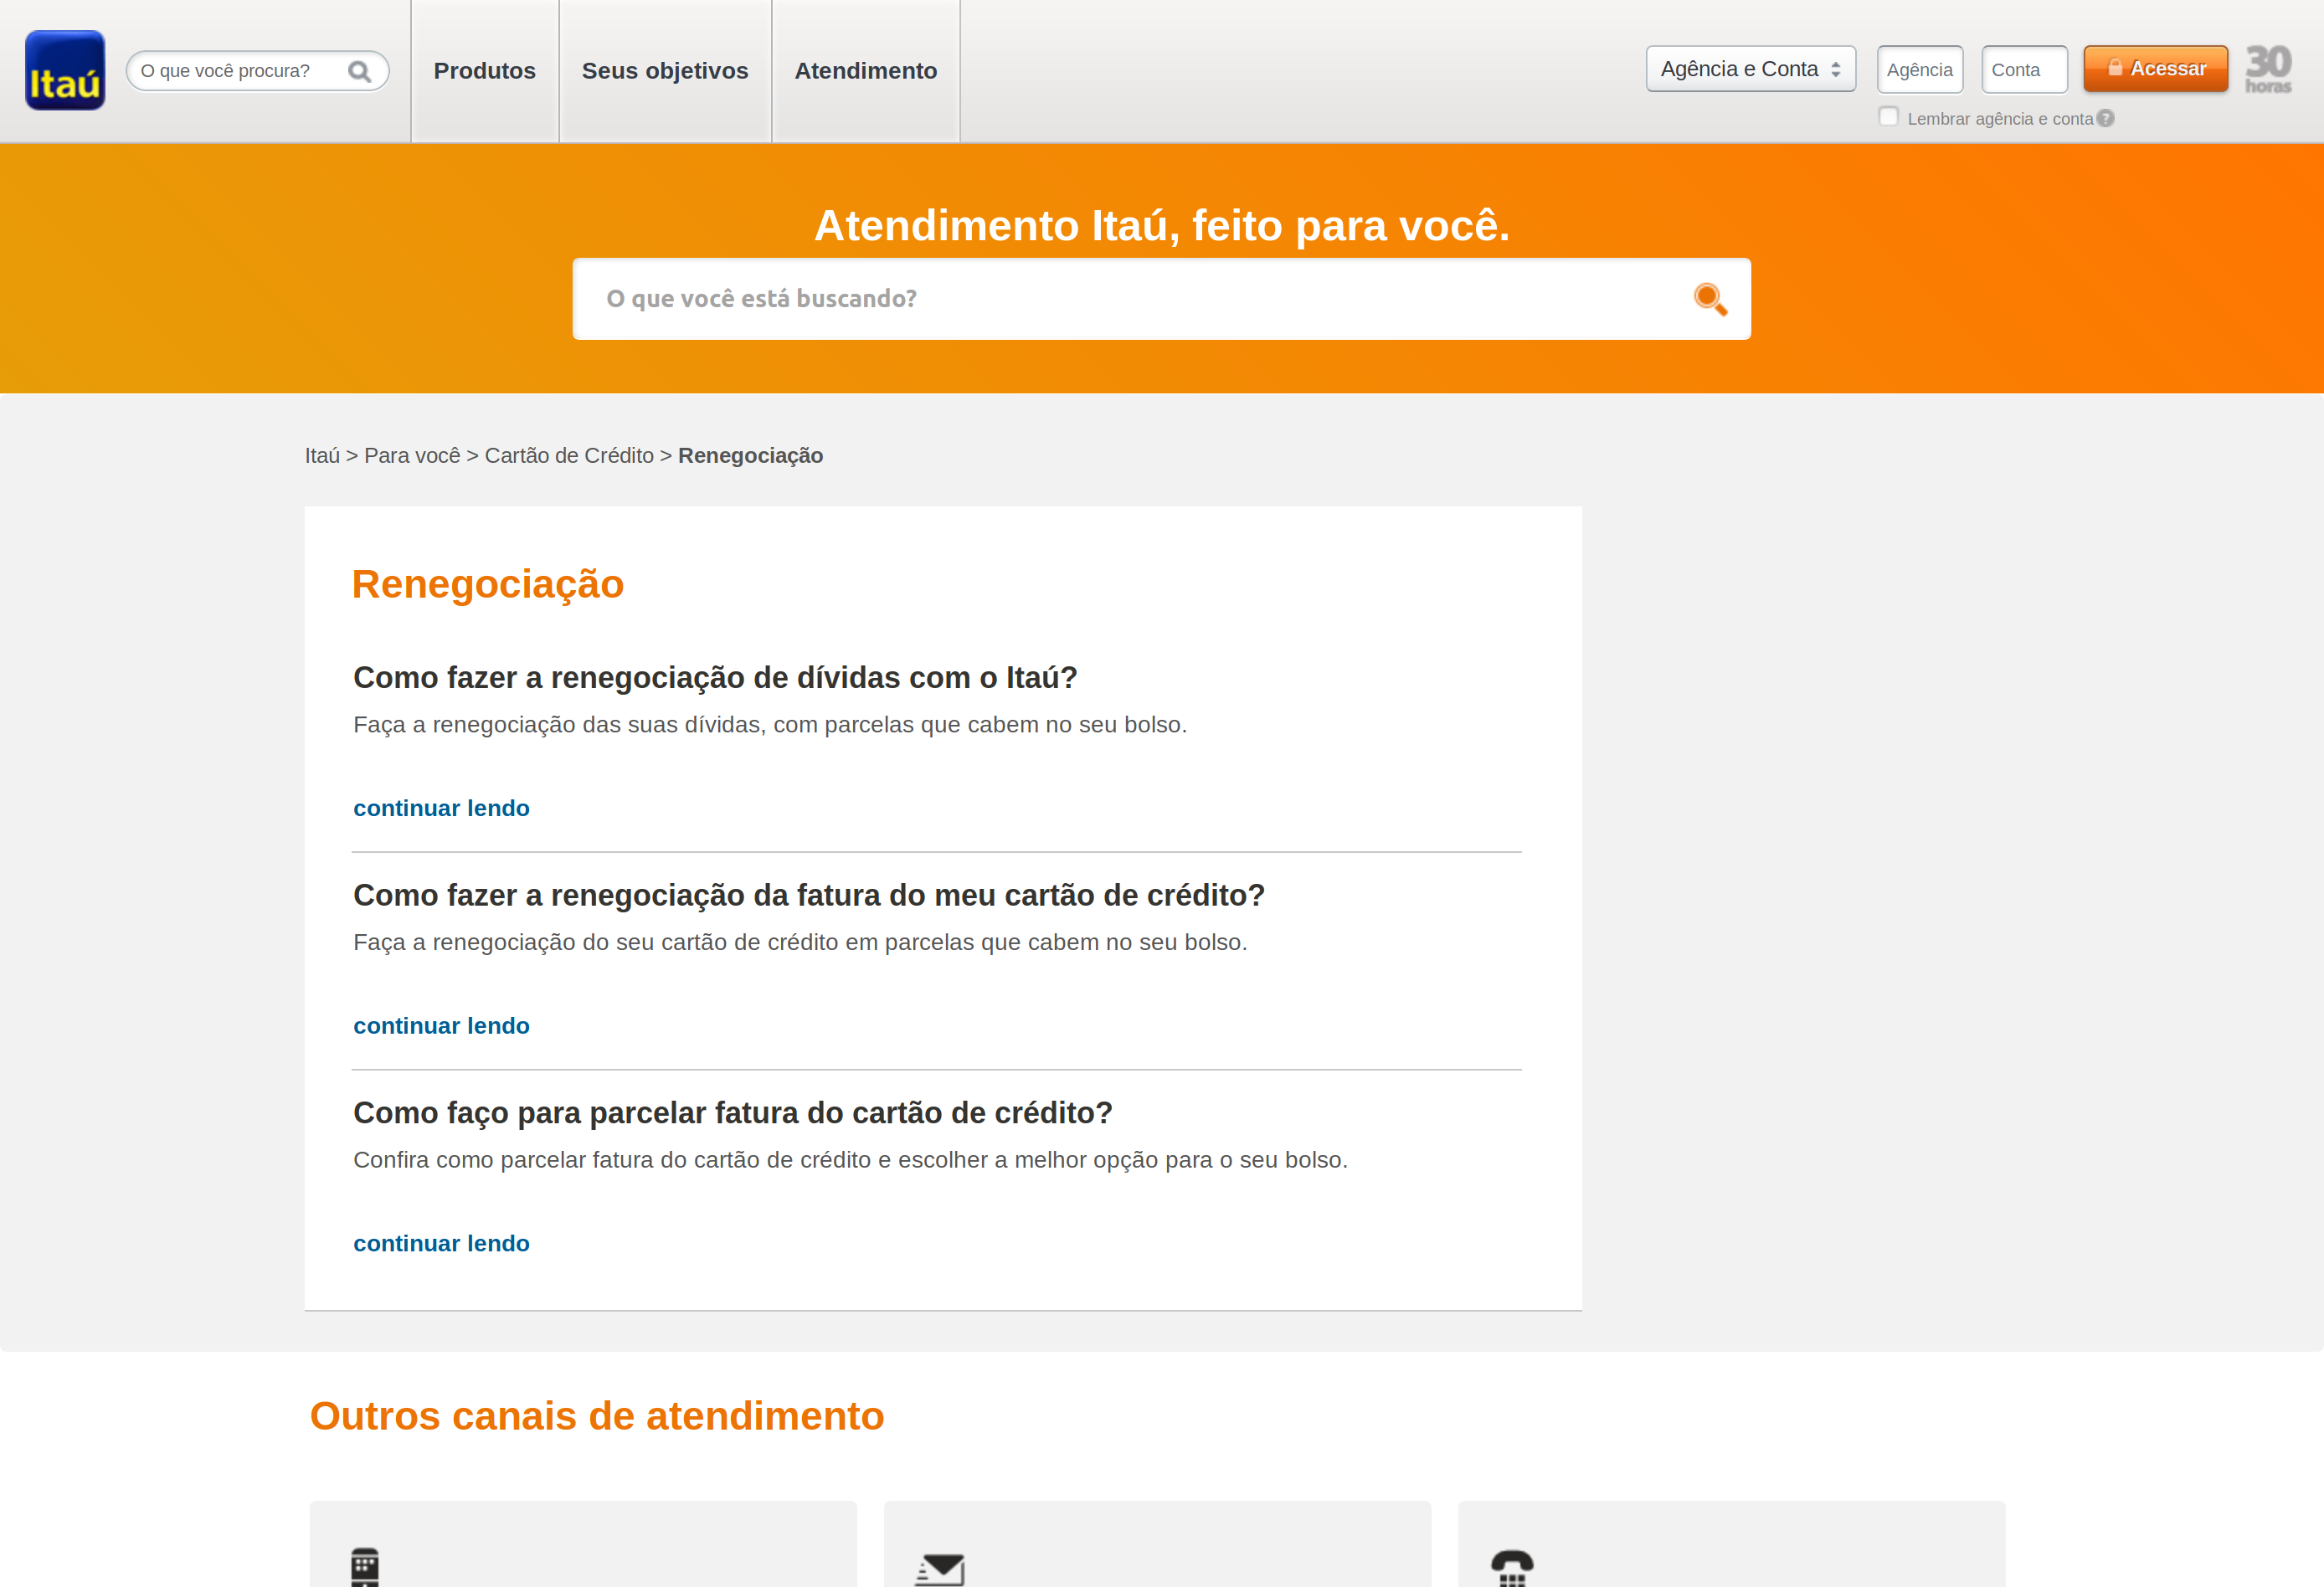 Itaú
O que você procura?
Produtos
Seus objetivos
Atendimento
Agência e Conta
Agência
Conta
Acessar
30
horas
Lembrar agência e conta ?
Atendimento Itaú, feito para você.
O que você está buscando?
Itaú > Para você > Cartão de Crédito > Renegociação
Renegociação
Como fazer a renegociação de dívidas com o Itaú?
Faça a renegociação das suas dívidas, com parcelas que cabem no seu bolso.
continuar lendo
Como fazer a renegociação da fatura do meu cartão de crédito?
Faça a renegociação do seu cartão de crédito em parcelas que cabem no seu bolso.
continuar lendo
Como faço para parcelar fatura do cartão de crédito?
Confira como parcelar fatura do cartão de crédito e escolher a melhor opção para o seu bolso.
continuar lendo
Outros canais de atendimento